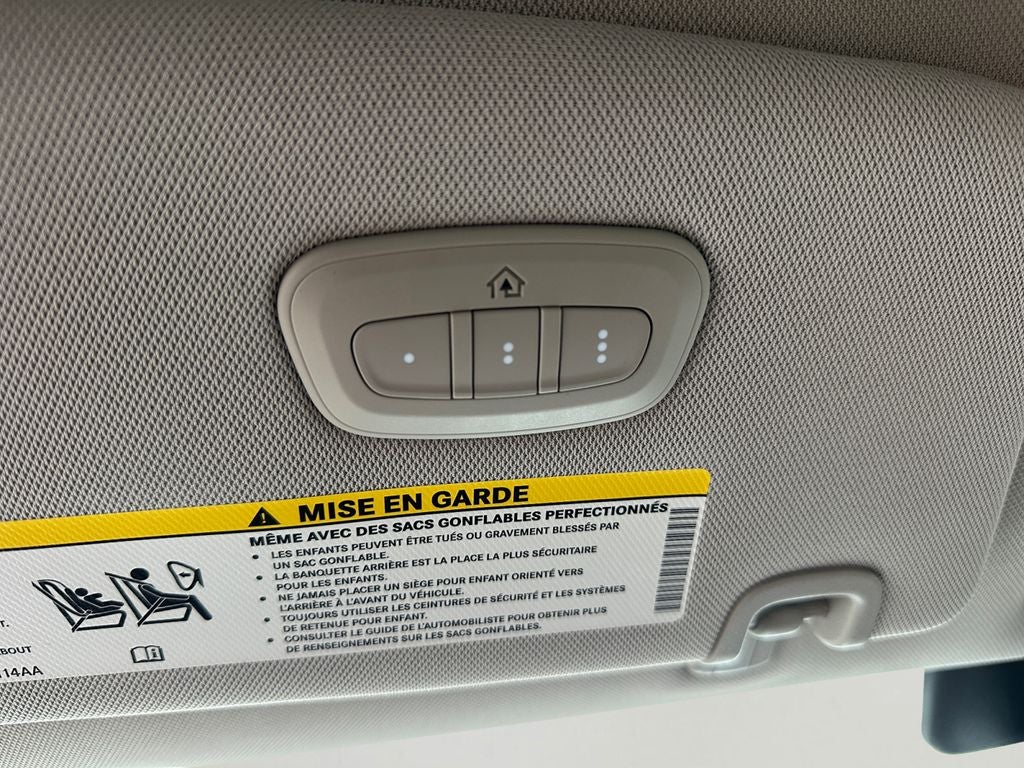 MISE EN GARDE
MÊME AVEC DES SACS GONFLABLES PERFECTIONNÉS
• LES ENFANTS PEUVENT ÊTRE TUÉS OU GRAVEMENT BLESSÉS PAR
UN SAC GONFLABLE.
• LA BANQUETTE ARRIÈRE EST LA PLACE LA PLUS SÉCURITAIRE
POUR LES ENFANTS.
• NE JAMAIS PLACER UN SIÈGE POUR ENFANT ORIENTÉ VERS
L'ARRIÈRE À L'AVANT DU VÉHICULE.
• TOUJOURS UTILISER LES CEINTURES DE SÉCURITÉ ET LES SYSTÈMES
DE RETENUE POUR ENFANT.
• CONSULTER LE GUIDE DE L'AUTOMOBILISTE POUR OBTENIR PLUS
DE RENSEIGNEMENTS SUR LES SACS GONFLABLES.
T.
BOUT
114AA